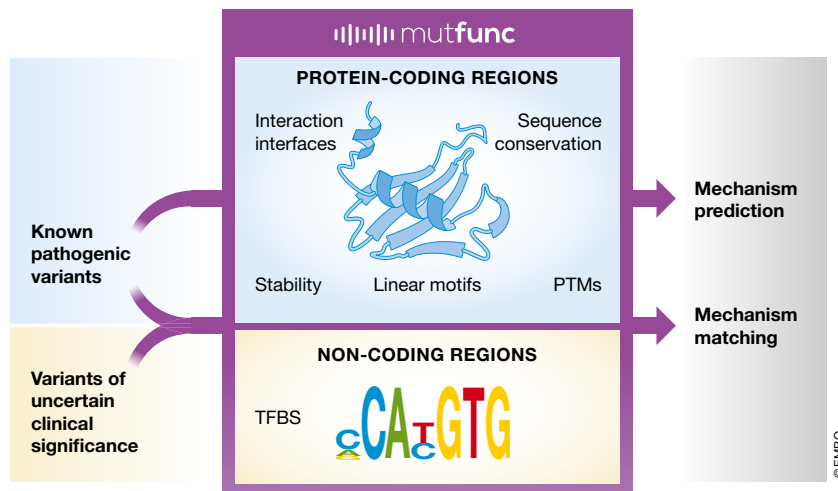 mutfunc
PROTEIN-CODING REGIONS
Interaction
interfaces
Sequence
conservation
Stability
Linear motifs
PTMs
NON-CODING REGIONS
TFBS
CCATGTG
C
A
Known
pathogenic
variants
Variants of
uncertain
clinical
significance
Mechanism
prediction
Mechanism
matching
© EMBO